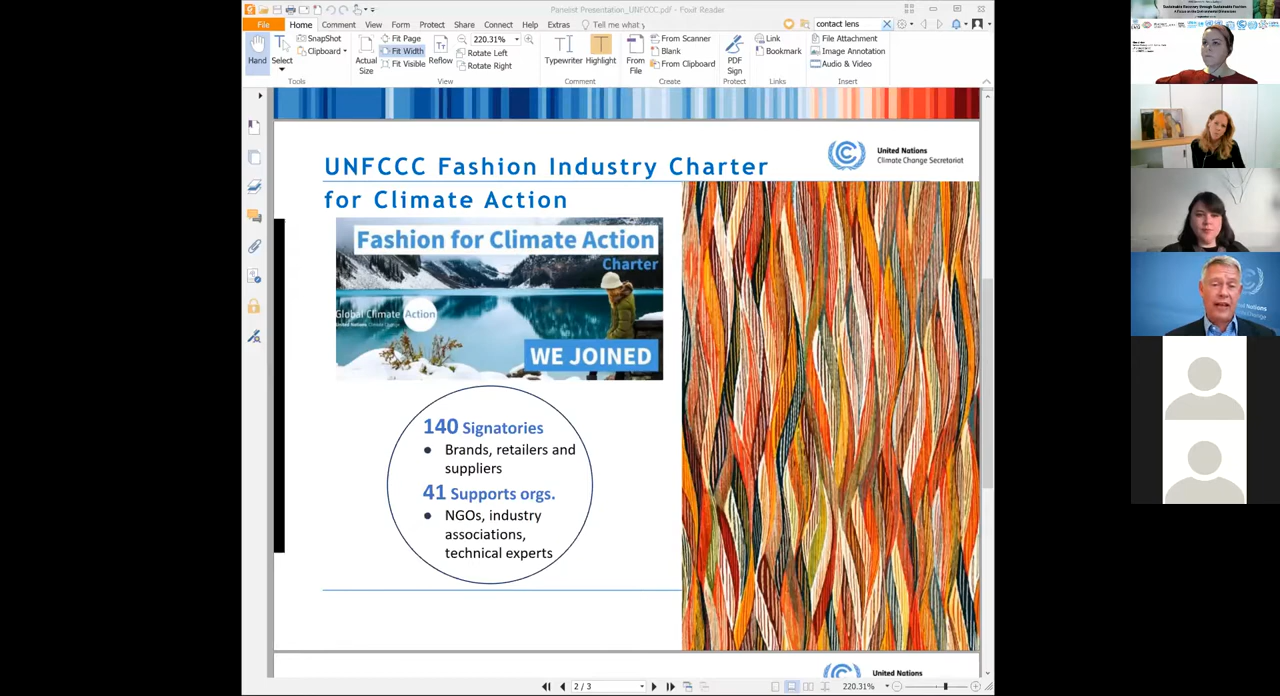 Paneint Presentation_UNFCCC.pdf - Foxit Reader
File Home Comment View Form Protect Share Connect Help Extras Tell me what y
contact lens
SnapShot
Clipboard
Hand
Select
Actual Size
Fit Page
Fit Width
Fit Visible
Reflow
220.31%
Rotate Left
Rotate Right
Typewriter
Highlight
From File
From Scanner
Blank
From Clipboard
PDF Sign
Link
Bookmark
File Attachment
Image Annotation
Audio & Video
Tools View Comment Create Protect Links Insert
UNFCCC Fashion Industry Charter
for Climate Action
United Nations
Climate Change Secretariat
Fashion for Climate Action
Charter
Global Climate Action
United Nations Climate Change
WE JOINED
140 Signatories
● Brands, retailers and
suppliers
41 Supports orgs.
● NGOs, industry
associations,
technical experts
United Nations
2 / 3
220.31%